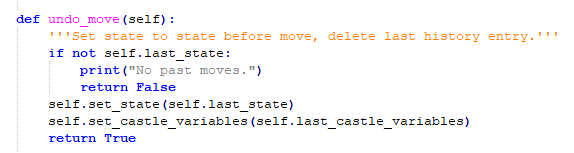 def undo_move(self):
    '''Set state to state before move, delete last history entry.'''
    if not self.last_state:
        print("No past moves.")
        return False
    self.set_state(self.last_state)
    self.set_castle_variables(self.last_castle_variables)
    return True